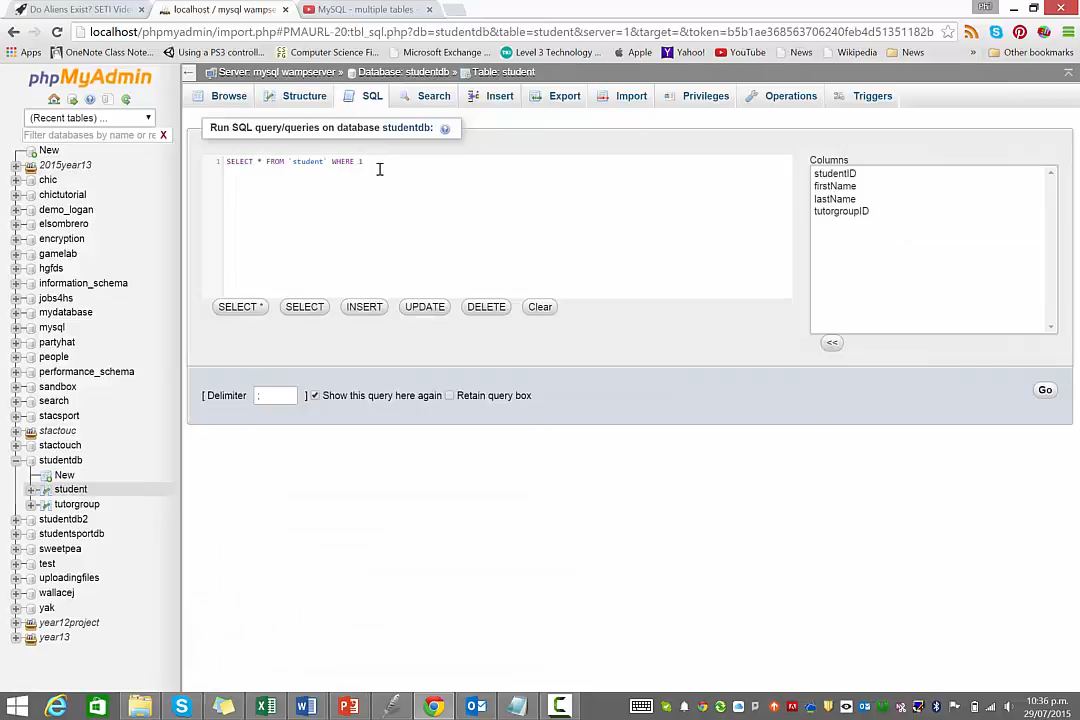 Do Aliens Exist? SETI Vide
localhost / mysql wampse
MySQL - multiple tables -
Phil
localhost/phpmyadmin/import.php#PMAURL-20:tbl_sql.php?db=studentdb&table=student&server=1&target=&token=b5b1ae368563706240feb4d51351182b
Apps
OneNote Class Note...
Using a PS3 controll...
Computer Science F...
Microsoft Exchange ...
Level 3 Technology ...
Apple
Yahoo!
YouTube
News
Wikipedia
News
»
Other bookmarks
phpMyAdmin
Server: mysql wampserver » Database: studentdb » Table: student
Browse
Structure
SQL
Search
Insert
Export
Import
Privileges
Operations
Triggers
(Recent tables) ...
Filter databases by name or re X
New
2015year13
chic
chictutorial
demo_logan
elsombrero
encryption
gamelab
hgfds
information_schema
jobs4hs
mydatabase
mysql
partyhat
people
performance_schema
sandbox
search
stacsport
stactouc
stactouch
studentdb
New
student
tutorgroup
studentdb2
studentsportdb
sweetpea
test
uploadingfiles
wallacej
yak
year12project
year13
Run SQL query/queries on database studentdb:
1 SELECT * FROM `student` WHERE 1
Columns
studentID
firstName
lastName
tutorgroupID
SELECT *
SELECT
INSERT
UPDATE
DELETE
Clear
<<
[ Delimiter ; ] Show this query here again Retain query box
Go
10:36 p.m.
29/07/2015